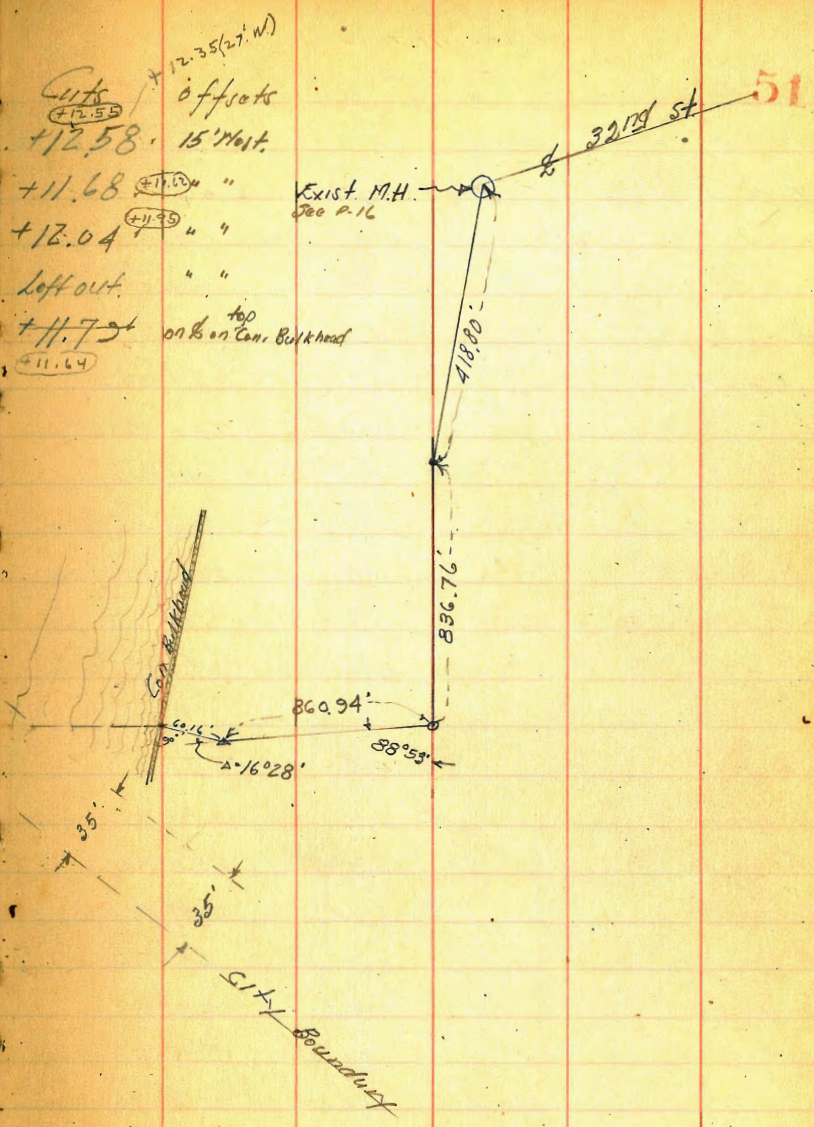 +12.35 (27' W.)
51
Cuts offsets
+12.55
+12.58 15' West.
+11.68 +11.62 " "
+12.04 +11.95 " "
Left out. " "
+11.79 on ℄ on top Con. Bulkhead
+11.64
℄ 32nd St.
Exist. M.H.
See P-16
418.80'
836.76'
Con Bulkhead
860.94'
60.16'
90°
88°59'
Δ=16°28'
35'
35'
City Boundary